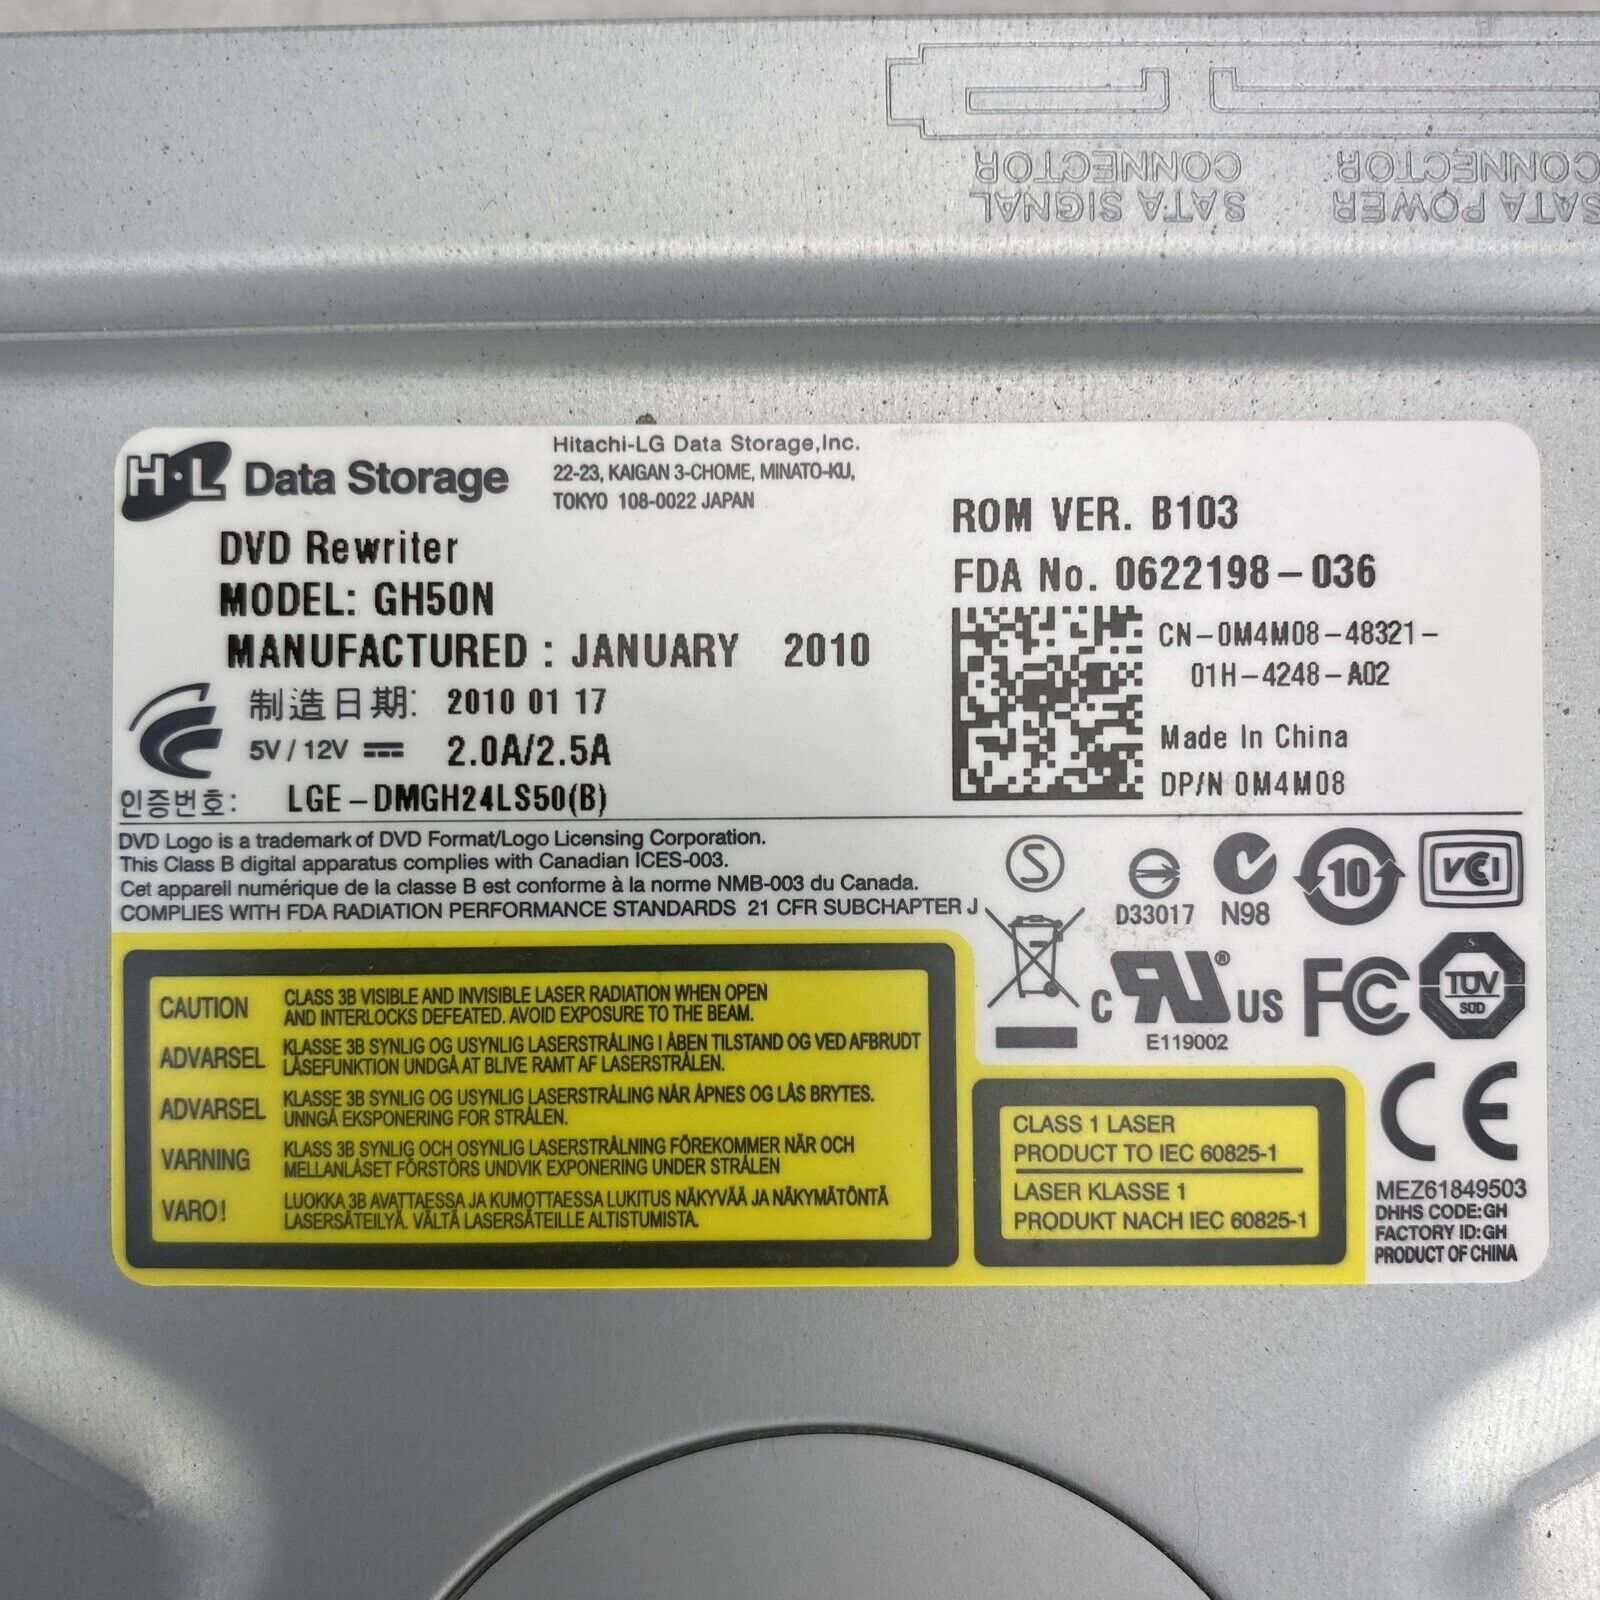 SATA SIGNAL
CONNECTOR
SATA POWER
CONNECTOR
H·L Data Storage
Hitachi-LG Data Storage,Inc.
22-23, KAIGAN 3-CHOME, MINATO-KU,
TOKYO 108-0022 JAPAN
DVD Rewriter
MODEL: GH50N
MANUFACTURED : JANUARY 2010
制造日期: 2010 01 17
5V / 12V 2.0A/2.5A
인증번호: LGE-DMGH24LS50(B)
ROM VER. B103
FDA No. 0622198-036
CN-0M4M08-48321-
01H-4248-A02
Made In China
DP/N 0M4M08
DVD Logo is a trademark of DVD Format/Logo Licensing Corporation.
This Class B digital apparatus complies with Canadian ICES-003.
Cet appareil numérique de la classe B est conforme à la norme NMB-003 du Canada.
COMPLIES WITH FDA RADIATION PERFORMANCE STANDARDS 21 CFR SUBCHAPTER J
S
D33017
N98
10
VCI
C RU® US
E119002
FC
S
TÜV
SÜD
CE
CAUTION CLASS 3B VISIBLE AND INVISIBLE LASER RADIATION WHEN OPEN
AND INTERLOCKS DEFEATED. AVOID EXPOSURE TO THE BEAM.
ADVARSEL KLASSE 3B SYNLIG OG USYNLIG LASERSTRÅLING I ÅBEN TILSTAND OG VED AFBRUDT
LÅSEFUNKTION UNDGÅ AT BLIVE RAMT AF LASERSTRÅLEN.
ADVARSEL KLASSE 3B SYNLIG OG USYNLIG LASERSTRÅLING NÅR ÅPNES OG LÅS BRYTES.
UNNGÅ EKSPONERING FOR STRÅLEN.
VARNING KLASS 3B SYNLIG OCH OSYNLIG LASERSTRÅLNING FÖREKOMMER NÄR OCH
MELLANLÅSET FÖRSTÖRS UNDVIK EXPONERING UNDER STRÅLEN
VARO! LUOKKA 3B AVATTAESSA JA KUMOTTAESSA LUKITUS NÄKYVÄÄ JA NÄKYMÄTÖNTÄ
LASERSÄTEILYÄ. VÄLTÄ LASERSÄTEILLE ALTISTUMISTA.
CLASS 1 LASER
PRODUCT TO IEC 60825-1
LASER KLASSE 1
PRODUKT NACH IEC 60825-1
MEZ61849503
DHHS CODE:GH
FACTORY ID:GH
PRODUCT OF CHINA